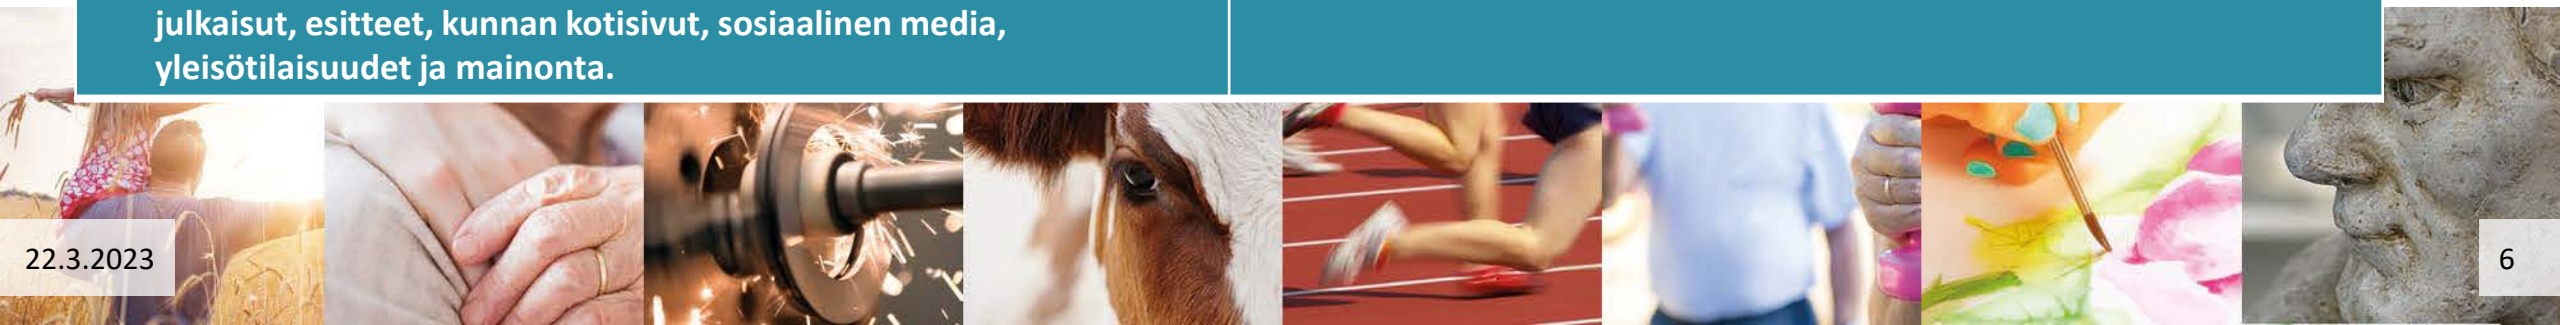 julkaisut, esitteet, kunnan kotisivut, sosiaalinen media,
yleisötilaisuudet ja mainonta.
22.3.2023
6